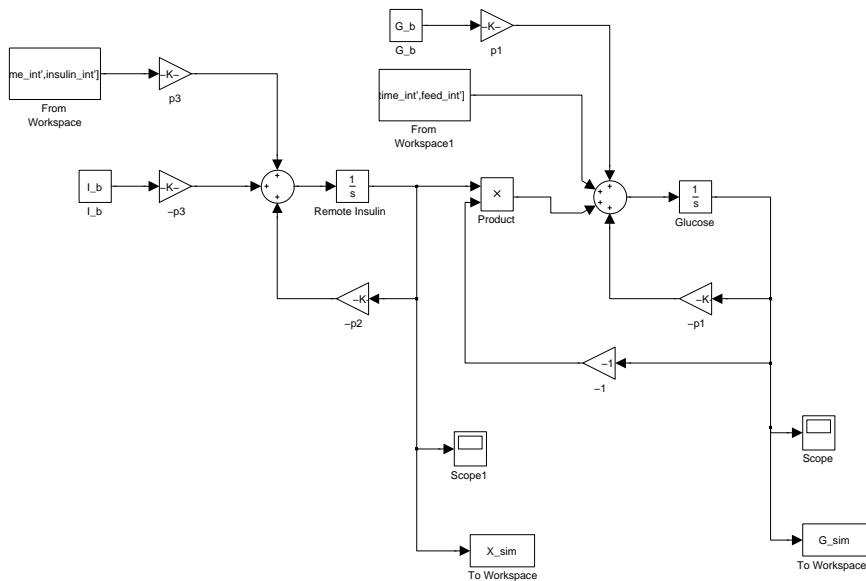 G_b
G_b
–K–
p1
me_int',insulin_int']
From
Workspace
–K–
p3
time_int',feed_int']
From
Workspace1
I_b
I_b
–K–
–p3
+
+
+
+
1
s
Remote Insulin
×
Product
+
+
+
+
1
s
Glucose
–K
–p2
–K
–p1
–1
–1
Scope1
Scope
X_sim
To Workspace
G_sim
To Workspace